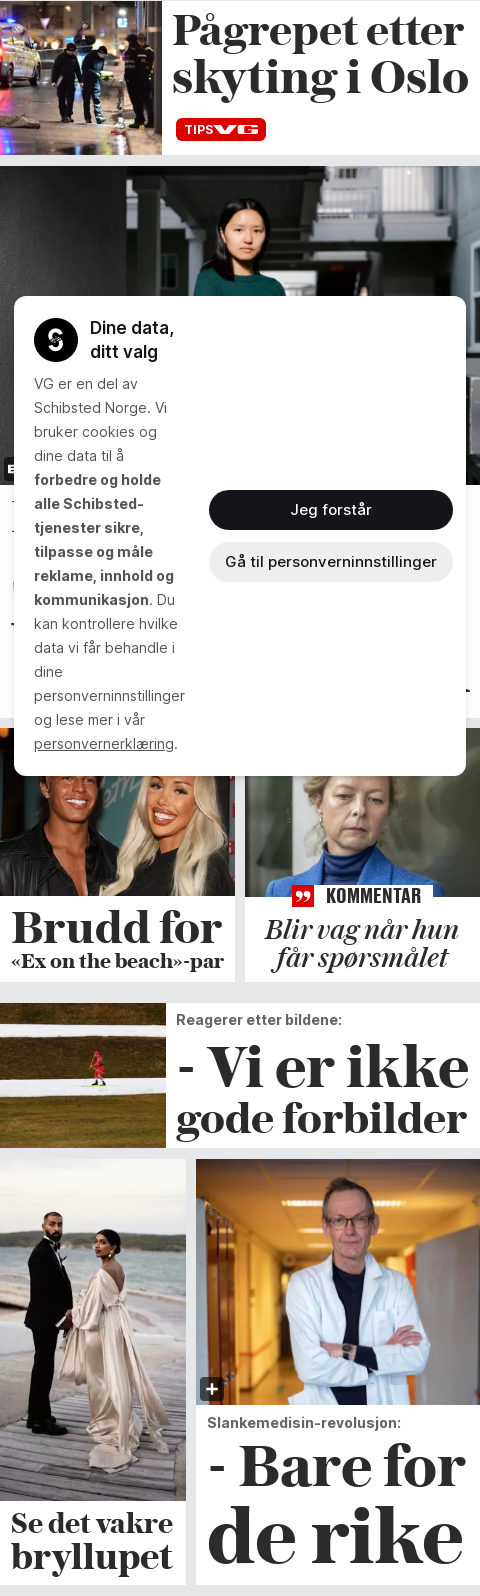 Pågrepet etter
skyting i Oslo
TIPS VG
Dine data,
ditt valg
VG er en del av
Schibsted Norge. Vi
bruker cookies og
dine data til å
forbedre og holde
alle Schibsted-
tjenester sikre,
tilpasse og måle
reklame, innhold og
kommunikasjon. Du
kan kontrollere hvilke
data vi får behandle i
dine
personverninnstillinger
og lese mer i vår
personvernerklæring.
Jeg forstår
Gå til personverninnstillinger
Brudd for
«Ex on the beach»-par
KOMMENTAR
Blir vag når hun
får spørsmålet
Reagerer etter bildene:
- Vi er ikke
gode forbilder
Se det vakre
bryllupet
Slankemedisin-revolusjon:
- Bare for
de rike